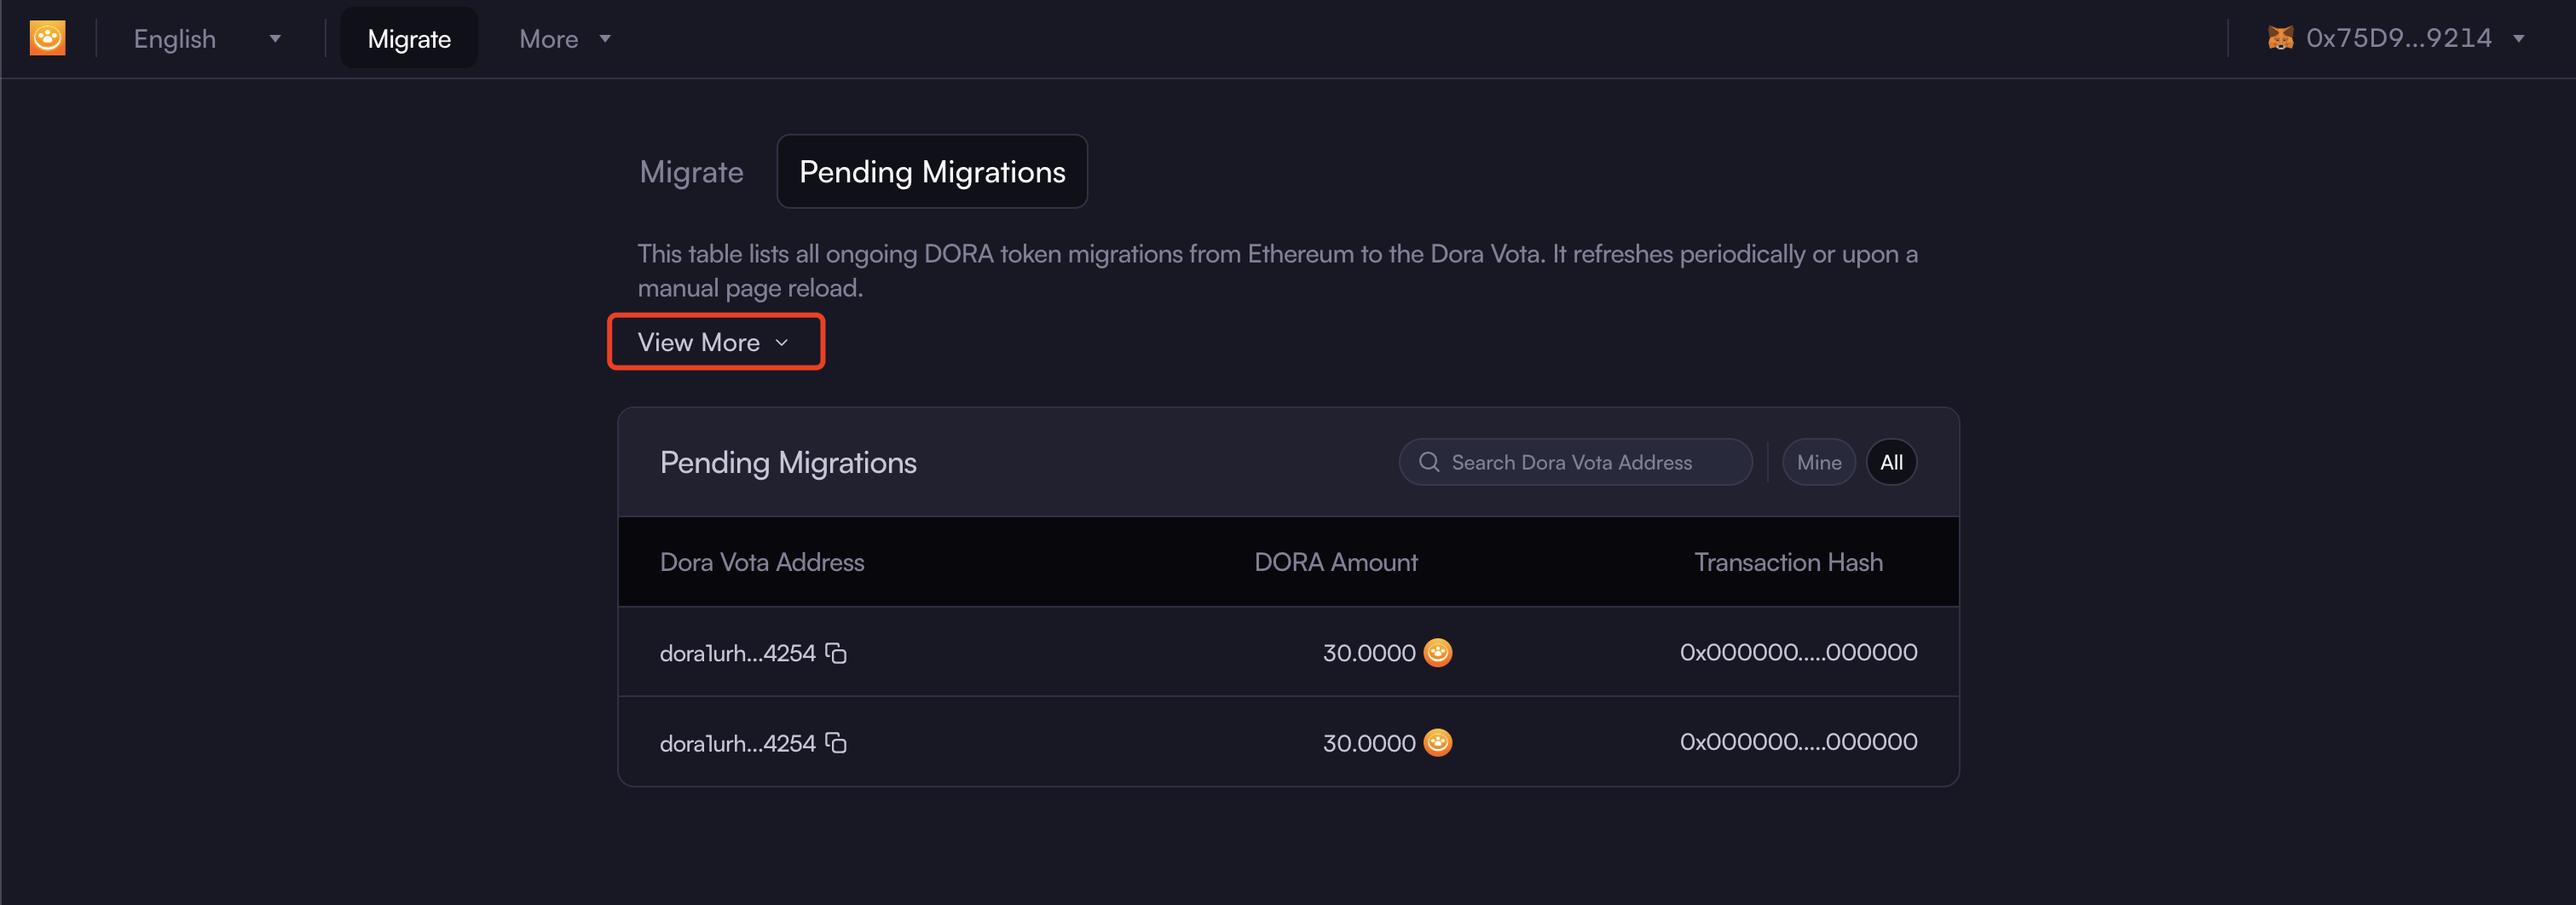 English
Migrate
More
0x75D9...9214
Migrate
Pending Migrations
This table lists all ongoing DORA token migrations from Ethereum to the Dora Vota. It refreshes periodically or upon a
manual page reload.
View More
Pending Migrations
Search Dora Vota Address
Mine
All
Dora Vota Address
DORA Amount
Transaction Hash
dora1urh...4254
30.0000
0x000000.....000000
dora1urh...4254
30.0000
0x000000.....000000